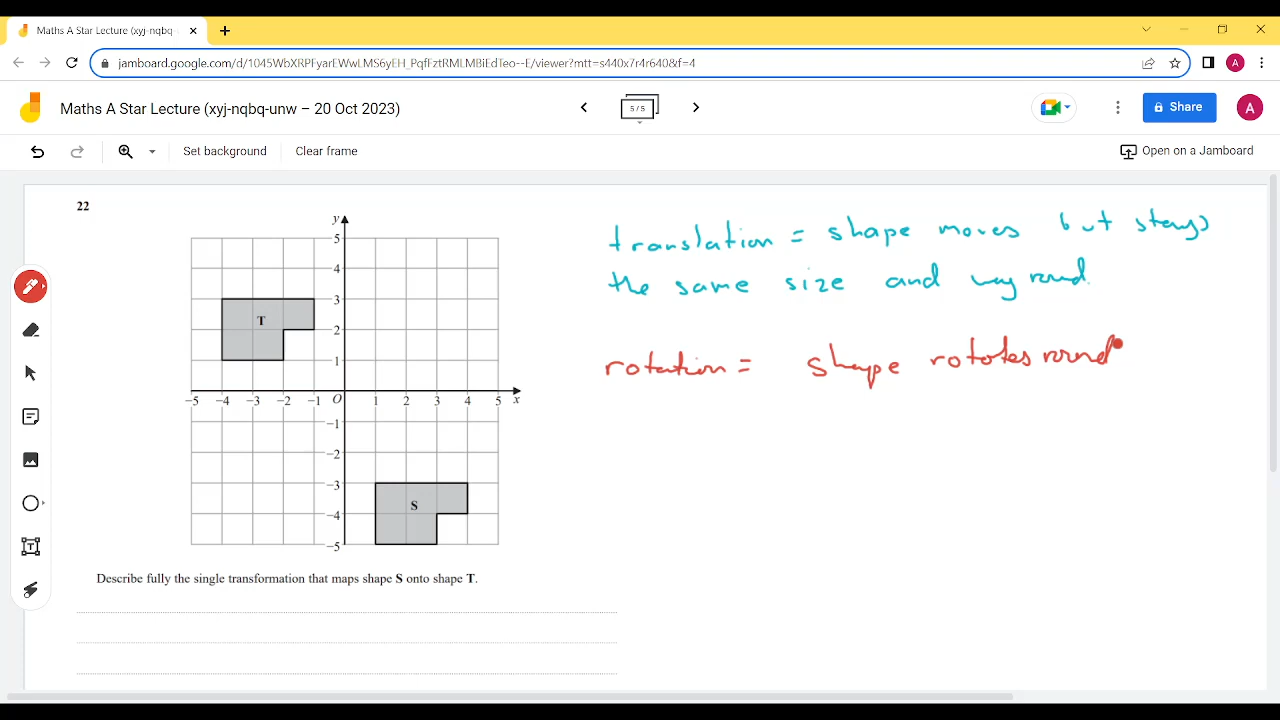 Maths A Star Lecture (xyj-nqbq-
jamboard.google.com/d/1045WbXRPFyarEWwLMS6yEH_PqfFztRMLMBiEdTeo--E/viewer?mtt=s440x7r4r640&f=4
A
Maths A Star Lecture (xyj-nqbq-unw – 20 Oct 2023)
5/5
Share
A
Set background
Clear frame
Open on a Jamboard
22
y
5
4
3
2
1
T
−5 −4 −3 −2 −1 O 1 2 3 4 5 x
−1
−2
−3
−4
−5
S
translation = shape moves but stays
the same size and way round.
rotation = shape rotates round
Describe fully the single transformation that maps shape S onto shape T.
T